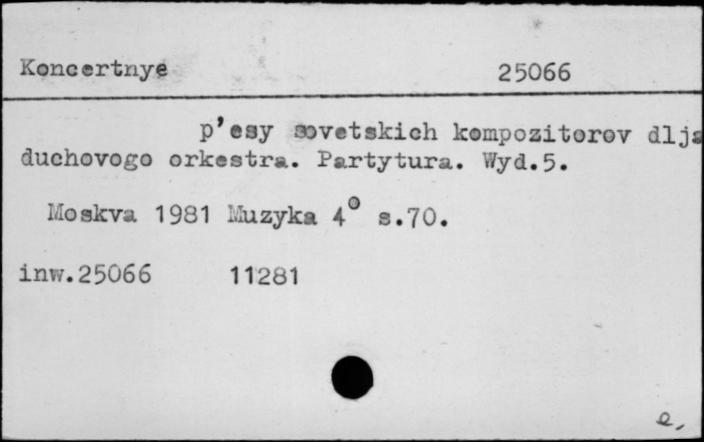 Koncertnye 25066
p'esy sovetskich kompozitorov dlja
duchovogo orkestra. Partytura. Wyd.5.
Moskva 1981 Muzyka 4° s.70.
inw.25066 11281
e,